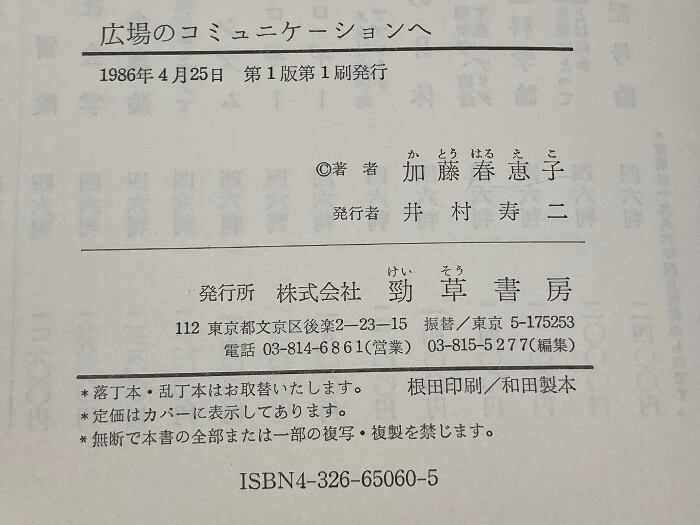 広場のコミュニケーションへ
1986年4月25日 第1版第1刷発行
か とう はる え こ
©著者 加藤春恵子
発行者 井村寿二
けい そう
発行所 株式会社 勁草書房
112 東京都文京区後楽2—23—15 振替/東京 5-175253
電話 03-814-6861(営業) 03-815-5277(編集)
*落丁本・乱丁本はお取替いたします。 根田印刷/和田製本
*定価はカバーに表示してあります。
*無断で本書の全部または一部の複写・複製を禁じます。
ISBN4-326-65060-5